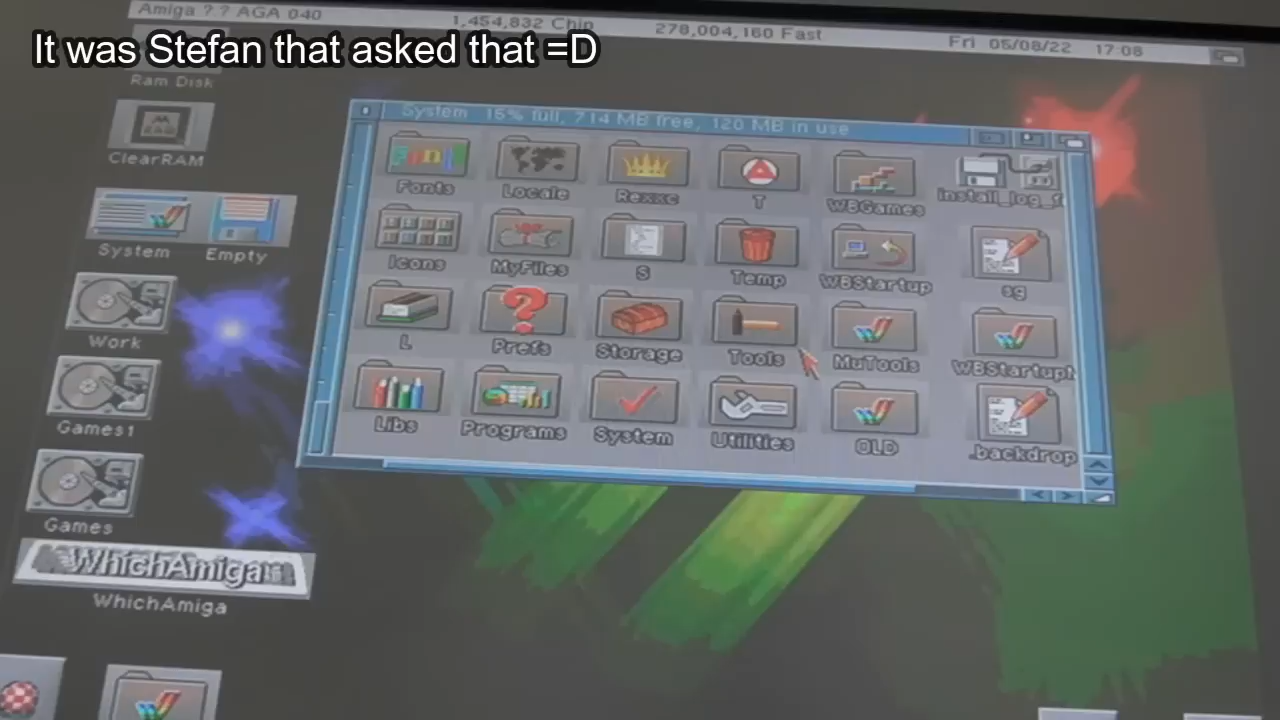 Amiga ?.? AGA 040 1,454,832 Chip 278,004,160 Fast Fri 05/08/22 17:08
It was Stefan that asked that =D
Ram Disk
ClearRAM
System Empty
Work
Games1
Games
WhichAmiga
WhichAmiga
System 15% full, 714 MB free, 120 MB in use
Fonts Locale Rexxc T WBGames install_log_f
Icons MyFiles S Temp WBStartup sg
L Prefs Storage Tools MuTools WBStartup
Libs Programs System Utilities OLD .backdrop